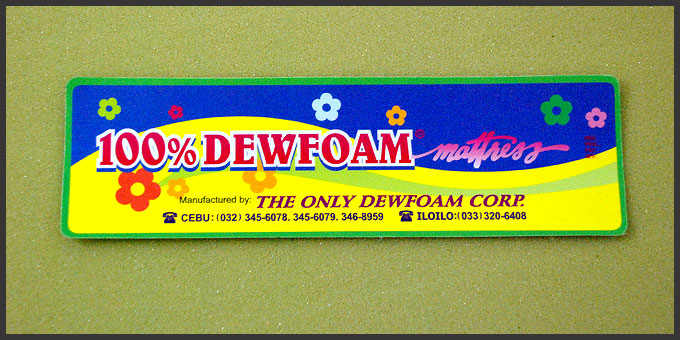 100% DEWFOAM mattress
Manufactured by: THE ONLY DEWFOAM CORP.
☎ CEBU: (032) 345-6078. 345-6079. 346-8959 ☎ ILOILO:(033)320-6408